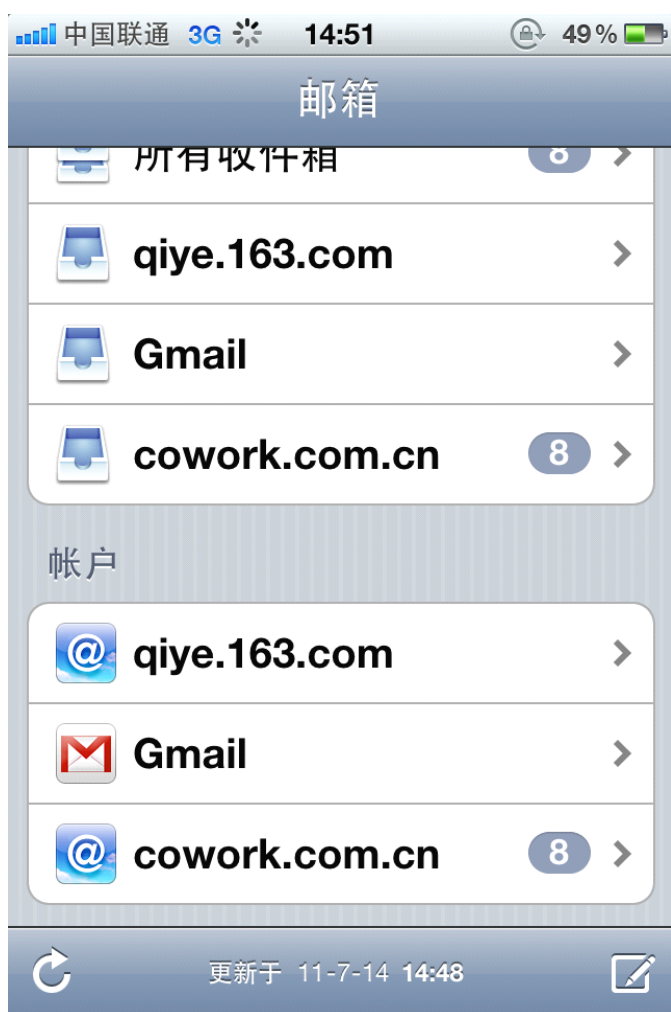 中国联通 3G 14:51 49%
邮箱
所有收件箱 8
qiye.163.com
Gmail
cowork.com.cn 8
帐户
@ qiye.163.com
M Gmail
@ cowork.com.cn 8
更新于 11-7-14 14:48